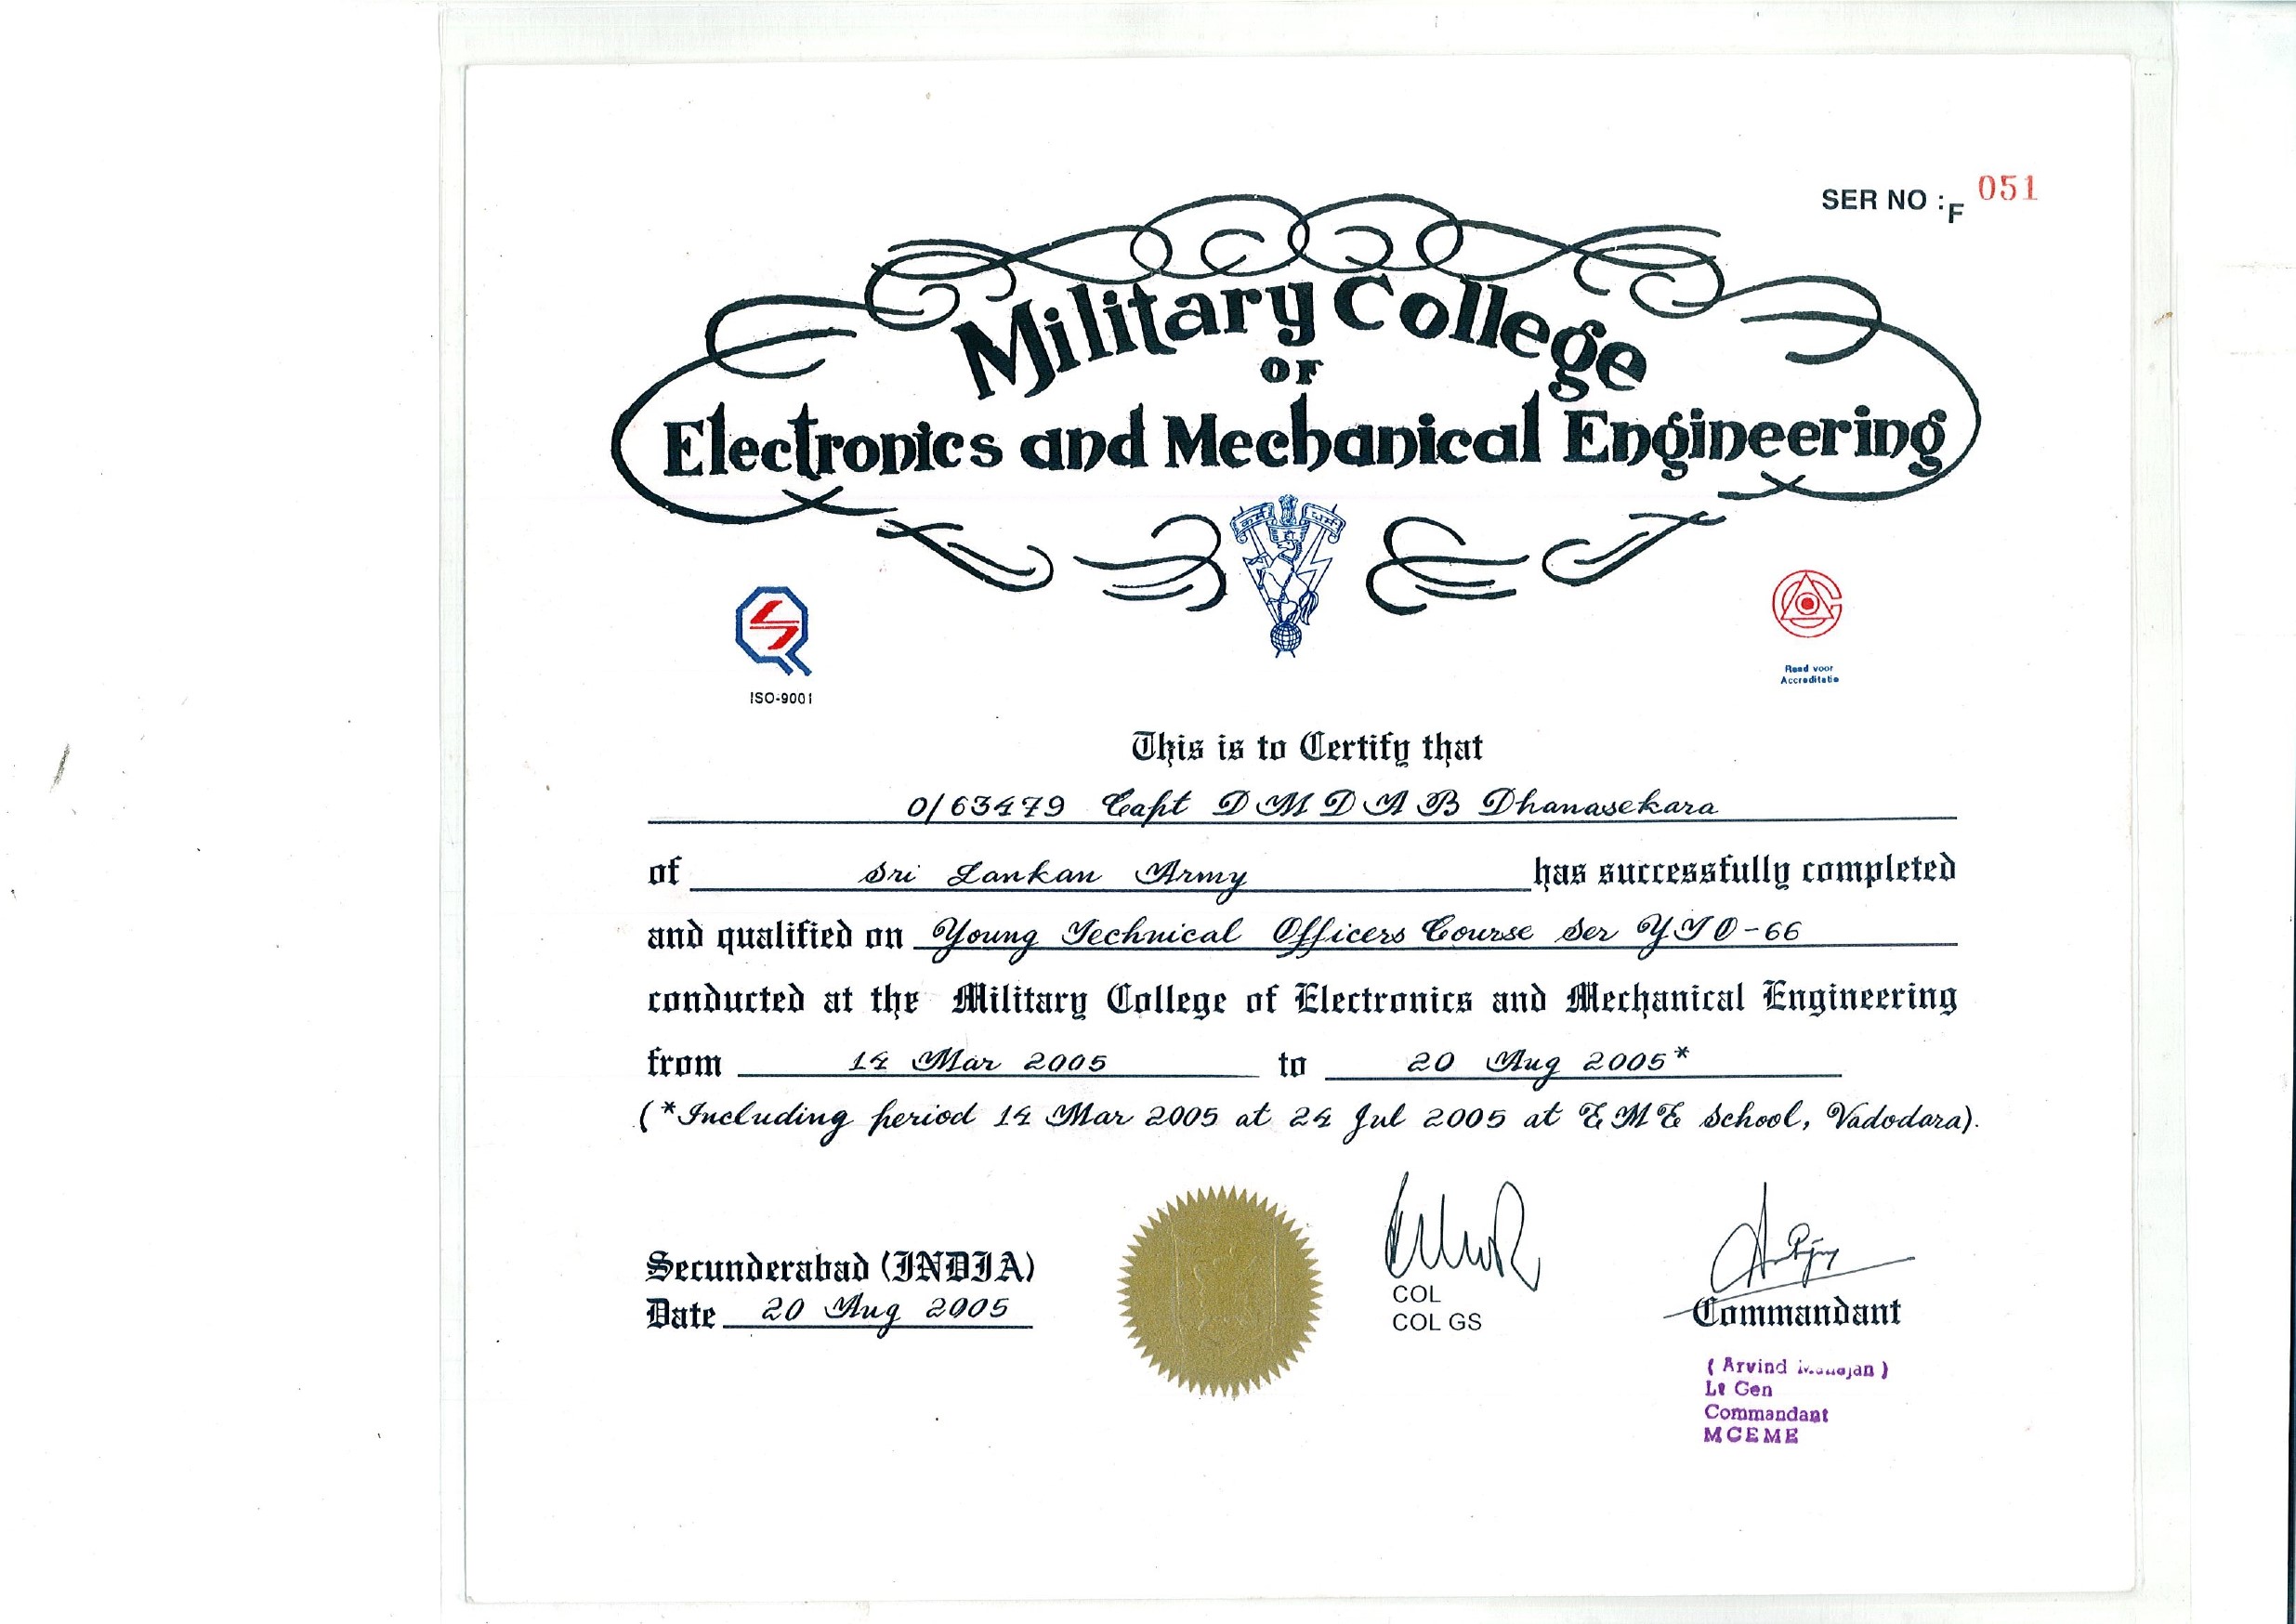 SER NO : F 051
Military College
OF
Electronics and Mechanical Engineering
ISO-9001
Raad voor
Accreditatie
This is to Certify that
0/63479 Capt D M D A B Dhanasekara
of Sri Lankan Army has successfully completed
and qualified on Young Technical Officers Course Ser YTO-66
conducted at the Military College of Electronics and Mechanical Engineering
from 14 Mar 2005 to 20 Aug 2005*
(*Including period 14 Mar 2005 at 24 Jul 2005 at EME School, Vadodara).
Secunderabad (INDIA)
Date 20 Aug 2005
COL
COL GS
Commandant
( Arvind )
Lt Gen
Commandant
MCEME